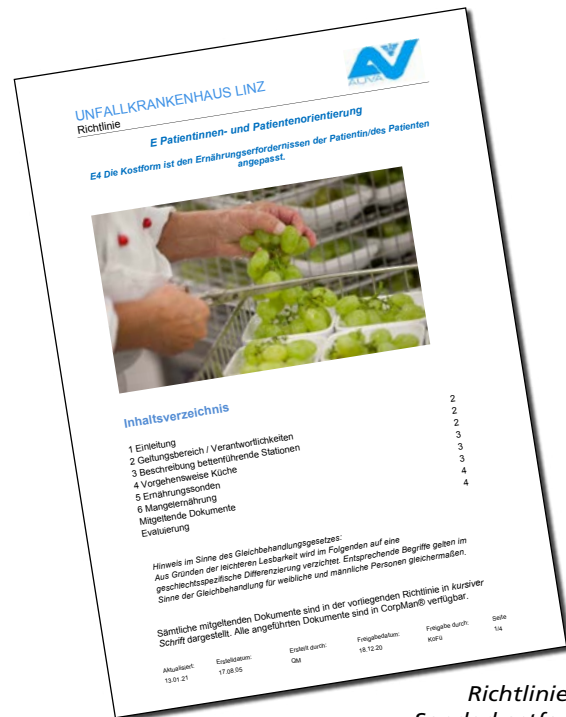 UNFALLKRANKENHAUS LINZ
Richtlinie
AUVA
E Patientinnen- und Patientenorientierung
E4 Die Kostform ist den Ernährungserfordernissen der Patientin/des Patienten
angepasst.
Inhaltsverzeichnis
1 Einleitung 2
2 Geltungsbereich / Verantwortlichkeiten 2
3 Beschreibung bettenführende Stationen 2
4 Vorgehensweise Küche 3
5 Ernährungssonden 3
6 Mangelernährung 3
Mitgeltende Dokumente 4
Evaluierung 4
Hinweis im Sinne des Gleichbehandlungsgesetzes:
Aus Gründen der leichteren Lesbarkeit wird im Folgenden auf eine
geschlechtsspezifische Differenzierung verzichtet. Entsprechende Begriffe gelten im
Sinne der Gleichbehandlung für weibliche und männliche Personen gleichermaßen.
Sämtliche mitgeltenden Dokumente sind in der vorliegenden Richtlinie in kursiver
Schrift dargestellt. Alle angeführten Dokumente sind in CorpMan® verfügbar.
Aktualisiert: Erstelldatum: Erstellt durch: Freigabedatum: Freigabe durch: Seite
13.01.21 17.08.05 QM 18.12.20 KoFü 1/4
Richtlinie